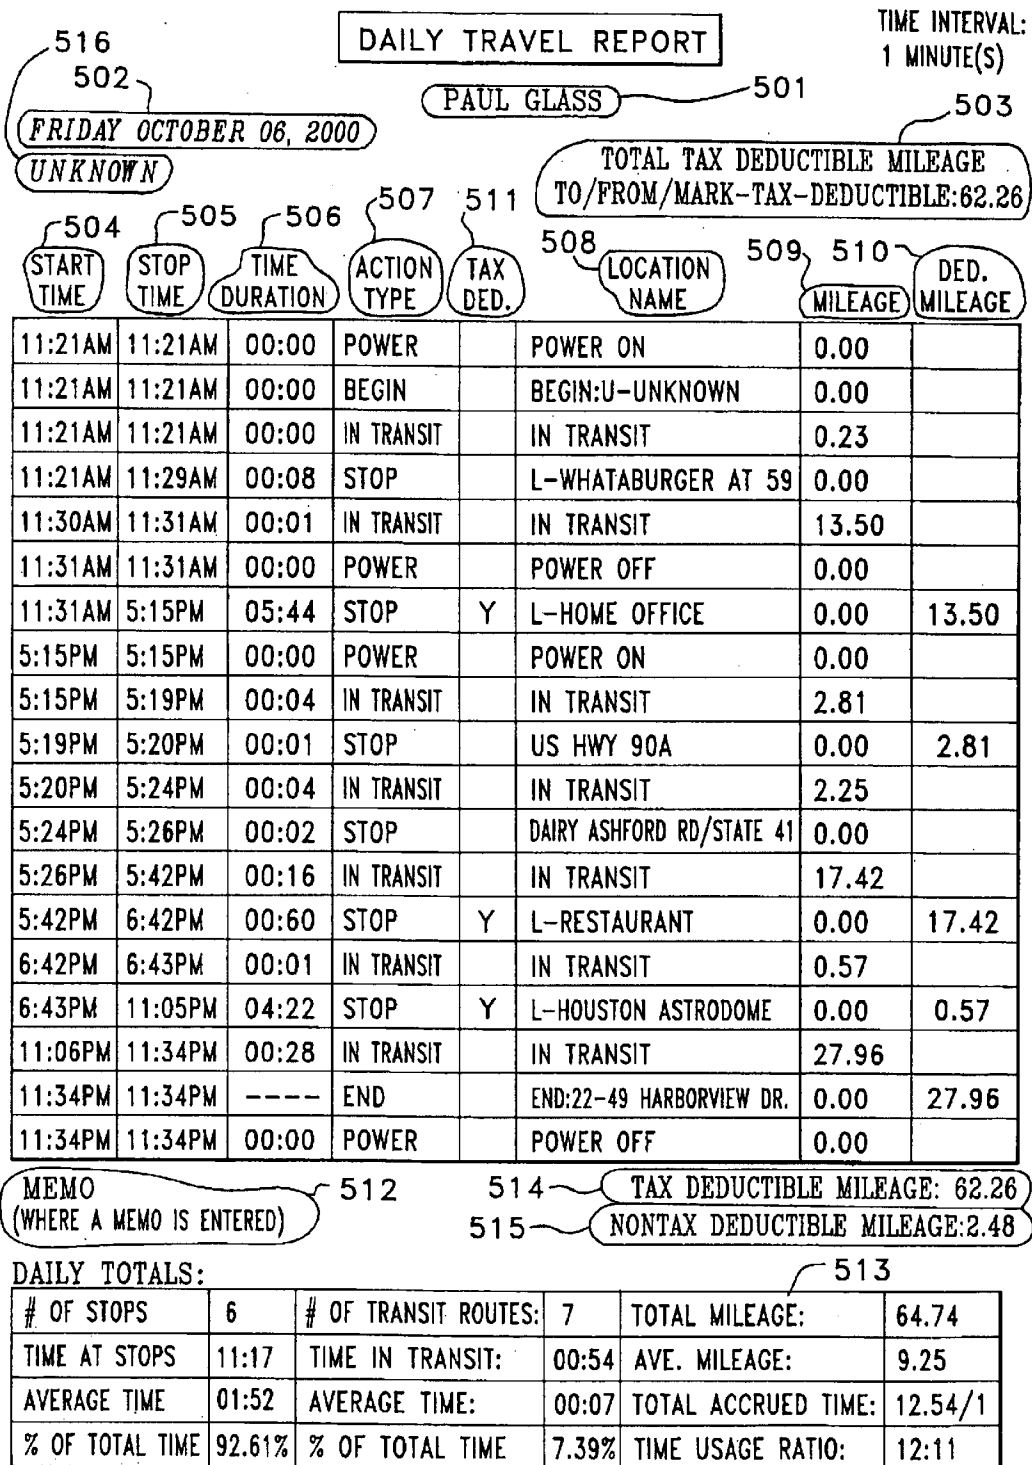 DAILY TRAVEL REPORT
TIME INTERVAL:
1 MINUTE(S)
516
502
PAUL GLASS
501
503
FRIDAY OCTOBER 06, 2000
UNKNOWN
TOTAL TAX DEDUCTIBLE MILEAGE
TO/FROM/MARK-TAX-DEDUCTIBLE:62.26
504 505 506 507 511 508 509 510
START TIME STOP TIME TIME DURATION ACTION TYPE TAX DED. LOCATION NAME MILEAGE DED. MILEAGE
11:21AM 11:21AM 00:00 POWER POWER ON 0.00
11:21AM 11:21AM 00:00 BEGIN BEGIN:U-UNKNOWN 0.00
11:21AM 11:21AM 00:00 IN TRANSIT IN TRANSIT 0.23
11:21AM 11:29AM 00:08 STOP L-WHATABURGER AT 59 0.00
11:30AM 11:31AM 00:01 IN TRANSIT IN TRANSIT 13.50
11:31AM 11:31AM 00:00 POWER POWER OFF 0.00
11:31AM 5:15PM 05:44 STOP Y L-HOME OFFICE 0.00 13.50
5:15PM 5:15PM 00:00 POWER POWER ON 0.00
5:15PM 5:19PM 00:04 IN TRANSIT IN TRANSIT 2.81
5:19PM 5:20PM 00:01 STOP US HWY 90A 0.00 2.81
5:20PM 5:24PM 00:04 IN TRANSIT IN TRANSIT 2.25
5:24PM 5:26PM 00:02 STOP DAIRY ASHFORD RD/STATE 41 0.00
5:26PM 5:42PM 00:16 IN TRANSIT IN TRANSIT 17.42
5:42PM 6:42PM 00:60 STOP Y L-RESTAURANT 0.00 17.42
6:42PM 6:43PM 00:01 IN TRANSIT IN TRANSIT 0.57
6:43PM 11:05PM 04:22 STOP Y L-HOUSTON ASTRODOME 0.00 0.57
11:06PM 11:34PM 00:28 IN TRANSIT IN TRANSIT 27.96
11:34PM 11:34PM ---- END END:22-49 HARBORVIEW DR. 0.00 27.96
11:34PM 11:34PM 00:00 POWER POWER OFF 0.00
MEMO
(WHERE A MEMO IS ENTERED)
512
514 TAX DEDUCTIBLE MILEAGE: 62.26
515 NONTAX DEDUCTIBLE MILEAGE:2.48
DAILY TOTALS:
513
# OF STOPS 6 # OF TRANSIT ROUTES: 7 TOTAL MILEAGE: 64.74
TIME AT STOPS 11:17 TIME IN TRANSIT: 00:54 AVE. MILEAGE: 9.25
AVERAGE TIME 01:52 AVERAGE TIME: 00:07 TOTAL ACCRUED TIME: 12.54/1
% OF TOTAL TIME 92.61% % OF TOTAL TIME 7.39% TIME USAGE RATIO: 12:11